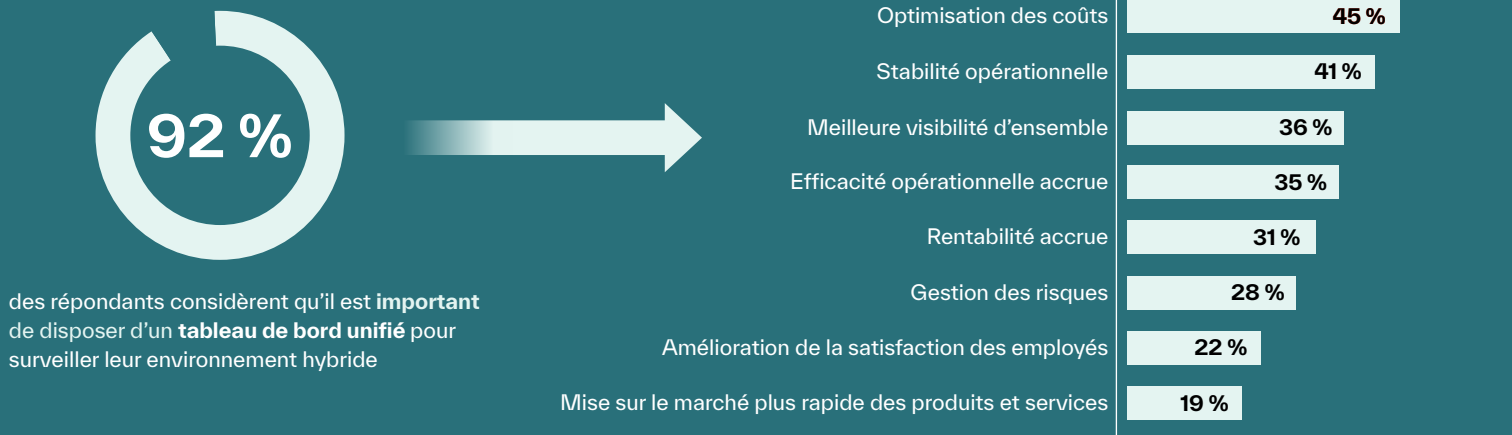 92 %
des répondants considèrent qu’il est important
de disposer d’un tableau de bord unifié pour
surveiller leur environnement hybride
Optimisation des coûts 45 %
Stabilité opérationnelle 41 %
Meilleure visibilité d’ensemble 36 %
Efficacité opérationnelle accrue 35 %
Rentabilité accrue 31 %
Gestion des risques 28 %
Amélioration de la satisfaction des employés 22 %
Mise sur le marché plus rapide des produits et services 19 %